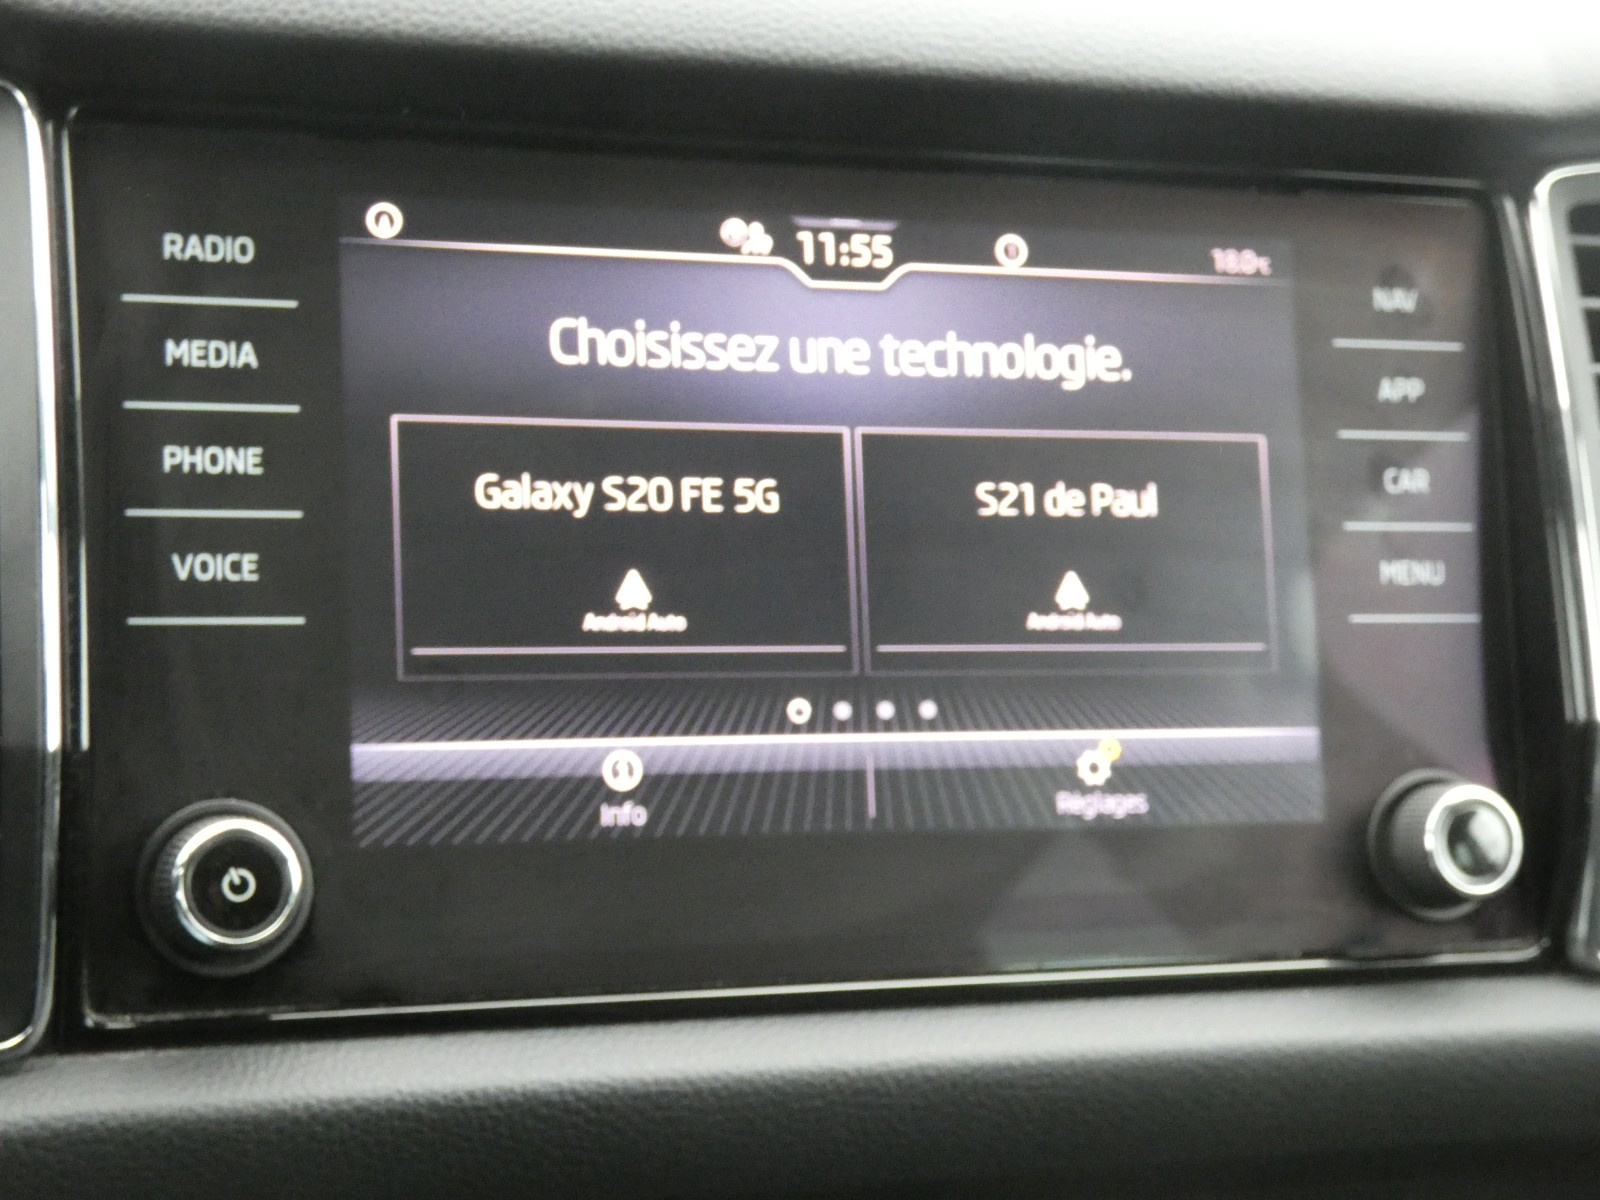 RADIO
MEDIA
PHONE
VOICE
11:55
Choisissez une technologie.
Galaxy S20 FE 5G
Android Auto
S21 de Paul
Android Auto
Info
Réglages
NAV
APP
CAR
MENU